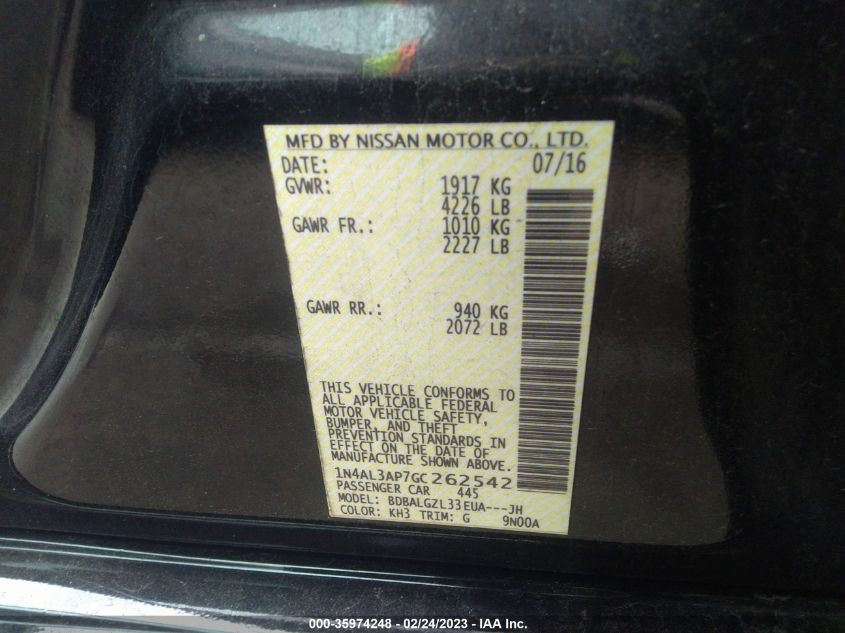 MFD BY NISSAN MOTOR CO., LTD.
DATE: 07/16
GVWR: 1917 KG
4226 LB
GAWR FR.: 1010 KG
2227 LB
GAWR RR.: 940 KG
2072 LB
THIS VEHICLE CONFORMS TO
ALL APPLICABLE FEDERAL
MOTOR VEHICLE SAFETY,
BUMPER, AND THEFT
PREVENTION STANDARDS IN
EFFECT ON THE DATE OF
MANUFACTURE SHOWN ABOVE.
1N4AL3AP7GC262542
PASSENGER CAR 445
MODEL: BDBALGZL33EUA---JH
COLOR: KH3 TRIM: G 9N00A
000-35974248 - 02/24/2023 - IAA Inc.